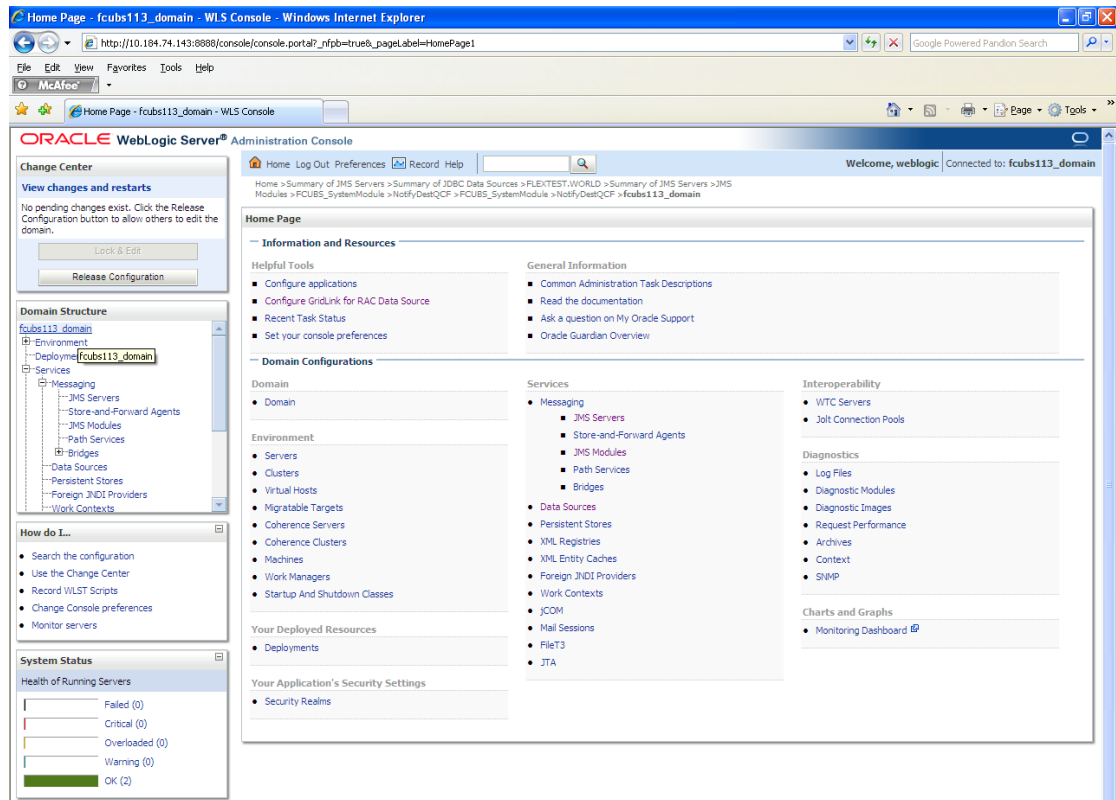 Home Page - fcubs113_domain - WLS Console - Windows Internet Explorer
http://10.184.74.143:8888/console/console.portal?_nfpb=true&_pageLabel=HomePage1
Google Powered Pandion Search
File Edit View Favorites Tools Help
McAfee
Home Page - fcubs113_domain - WLS Console
Page Tools
ORACLE WebLogic Server® Administration Console
Change Center
View changes and restarts
No pending changes exist. Click the Release
Configuration button to allow others to edit the
domain.
Lock & Edit
Release Configuration
Domain Structure
fcubs113_domain
Environment
Deployme
fcubs113_domain
Services
Messaging
JMS Servers
Store-and-Forward Agents
JMS Modules
Path Services
Bridges
Data Sources
Persistent Stores
Foreign JNDI Providers
Work Contexts
How do I...
Search the configuration
Use the Change Center
Record WLST Scripts
Change Console preferences
Monitor servers
System Status
Health of Running Servers
Failed (0)
Critical (0)
Overloaded (0)
Warning (0)
OK (2)
Home Log Out Preferences Record Help
Welcome, weblogic Connected to: fcubs113_domain
Home >Summary of JMS Servers >Summary of JDBC Data Sources >FLEXTEST.WORLD >Summary of JMS Servers >JMS
Modules >FCUBS_SystemModule >NotifyDestQCF >FCUBS_SystemModule >NotifyDestQCF >fcubs113_domain
Home Page
Information and Resources
Helpful Tools
Configure applications
Configure GridLink for RAC Data Source
Recent Task Status
Set your console preferences
General Information
Common Administration Task Descriptions
Read the documentation
Ask a question on My Oracle Support
Oracle Guardian Overview
Domain Configurations
Domain
Domain
Environment
Servers
Clusters
Virtual Hosts
Migratable Targets
Coherence Servers
Coherence Clusters
Machines
Work Managers
Startup And Shutdown Classes
Your Deployed Resources
Deployments
Your Application's Security Settings
Security Realms
Services
Messaging
JMS Servers
Store-and-Forward Agents
JMS Modules
Path Services
Bridges
Data Sources
Persistent Stores
XML Registries
XML Entity Caches
Foreign JNDI Providers
Work Contexts
jCOM
Mail Sessions
FileT3
JTA
Interoperability
WTC Servers
Jolt Connection Pools
Diagnostics
Log Files
Diagnostic Modules
Diagnostic Images
Request Performance
Archives
Context
SNMP
Charts and Graphs
Monitoring Dashboard